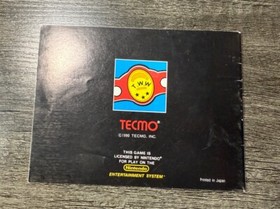 T W W
TECMO®
©1990 TECMO, INC.
THIS GAME IS
LICENSED BY NINTENDO®
FOR PLAY ON THE
Nintendo
ENTERTAINMENT SYSTEM®
Printed in Japan